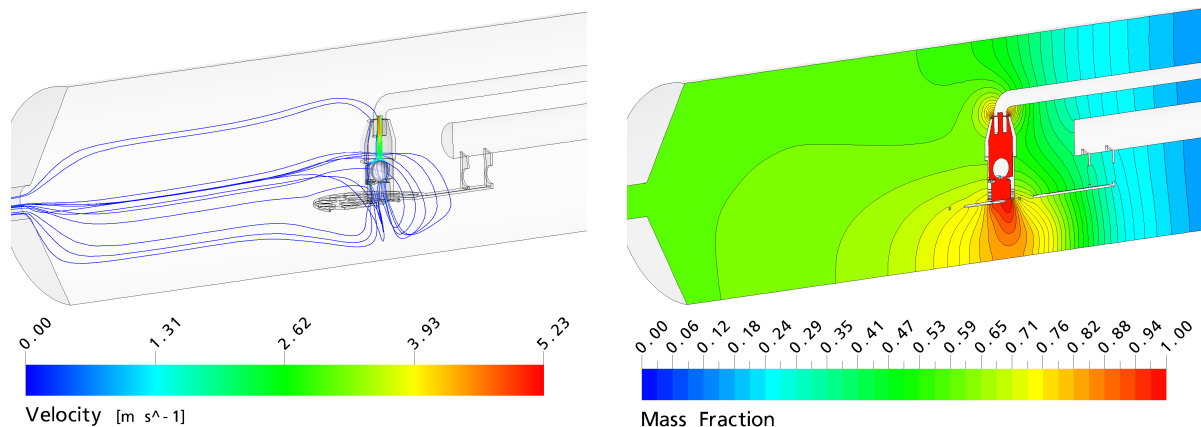 0.00 1.31 2.62 3.93 5.23
Velocity [m s^-1]
0.00 0.06 0.12 0.18 0.24 0.29 0.35 0.41 0.47 0.53 0.59 0.65 0.71 0.76 0.82 0.88 0.94 1.00
Mass Fraction